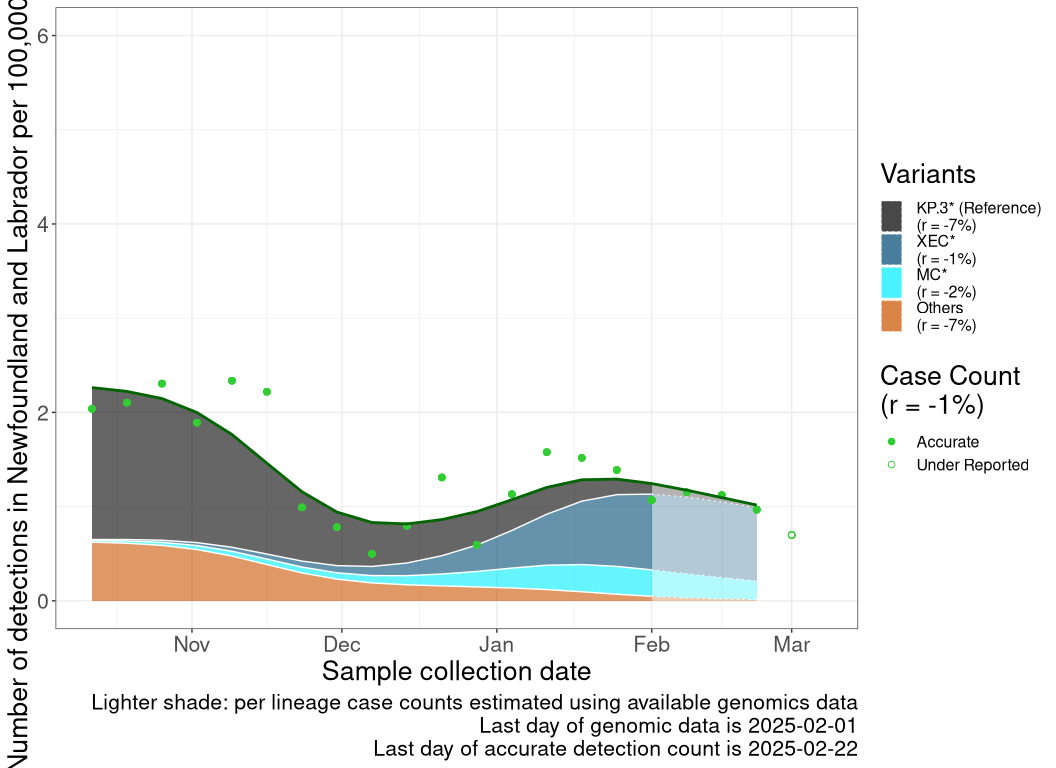 Number of detections in Newfoundland and Labrador per 100,000
6
4
2
0
Nov
Dec
Jan
Feb
Mar
Sample collection date
Lighter shade: per lineage case counts estimated using available genomics data
Last day of genomic data is 2025-02-01
Last day of accurate detection count is 2025-02-22
Variants
KP.3* (Reference)
(r = -7%)
XEC*
(r = -1%)
MC*
(r = -2%)
Others
(r = -7%)
Case Count
(r = -1%)
Accurate
Under Reported